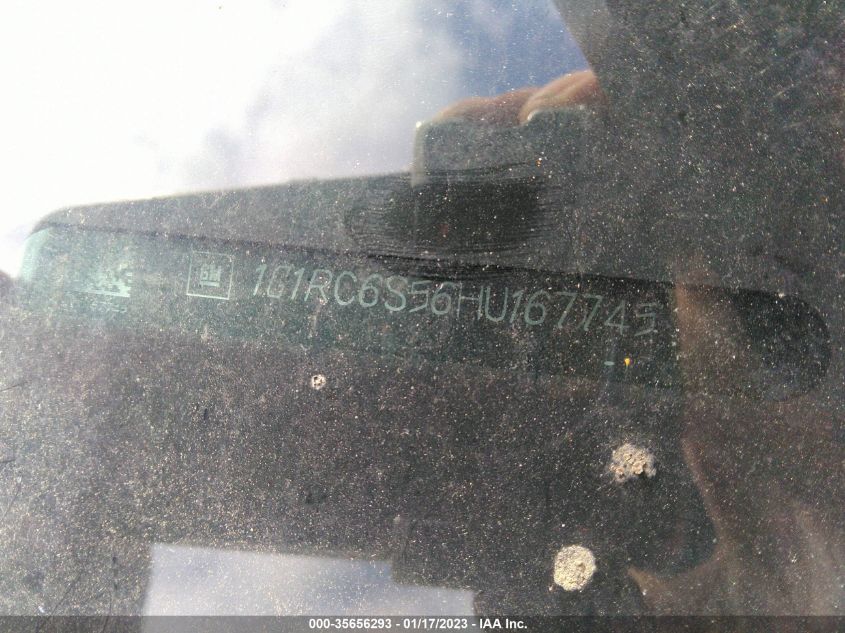 GM 1G1RC6S56HU167745
000-35656293 - 01/17/2023 - IAA Inc.